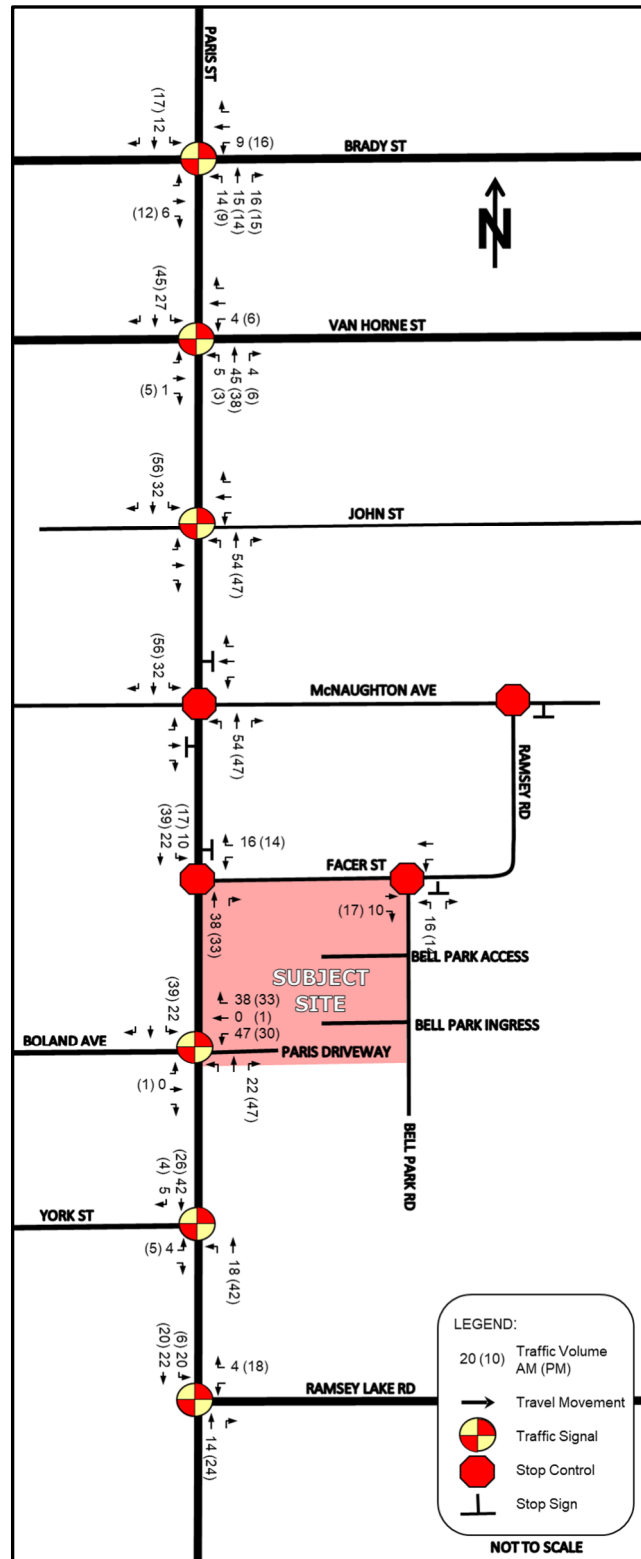 PARIS ST
(17) 12
9 (16)
BRADY ST
(12) 6
14 (9)
15 (14)
16 (15)
N
(45) 27
4 (6)
VAN HORNE ST
(5) 1
5 (3)
45 (38)
4 (6)
(56) 32
JOHN ST
54 (47)
(56) 32
McNAUGHTON AVE
54 (47)
RAMSEY RD
(39) 22
(17) 10
16 (14)
FACER ST
38 (33)
(17) 10
16 (14
BELL PARK ACCESS
SUBJECT
SITE
(39) 22
38 (33)
0 (1)
47 (30)
BELL PARK INGRESS
BOLAND AVE
PARIS DRIVEWAY
(1) 0
22 (47)
BELL PARK RD
(4) 5
(26) 42
YORK ST
(5) 4
18 (42)
(20) 22
(6) 20
4 (18)
RAMSEY LAKE RD
14 (24)
LEGEND:
20 (10) Traffic Volume
AM (PM)
Travel Movement
Traffic Signal
Stop Control
Stop Sign
NOT TO SCALE